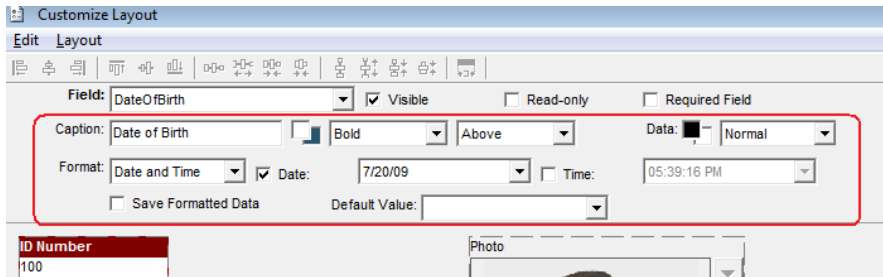 Customize Layout
Edit Layout
Field: DateOfBirth Visible Read-only Required Field
Caption: Date of Birth Bold Above Data: Normal
Format: Date and Time Date: 7/20/09 Time: 05:39:16 PM
Save Formatted Data Default Value:
ID Number Photo
100